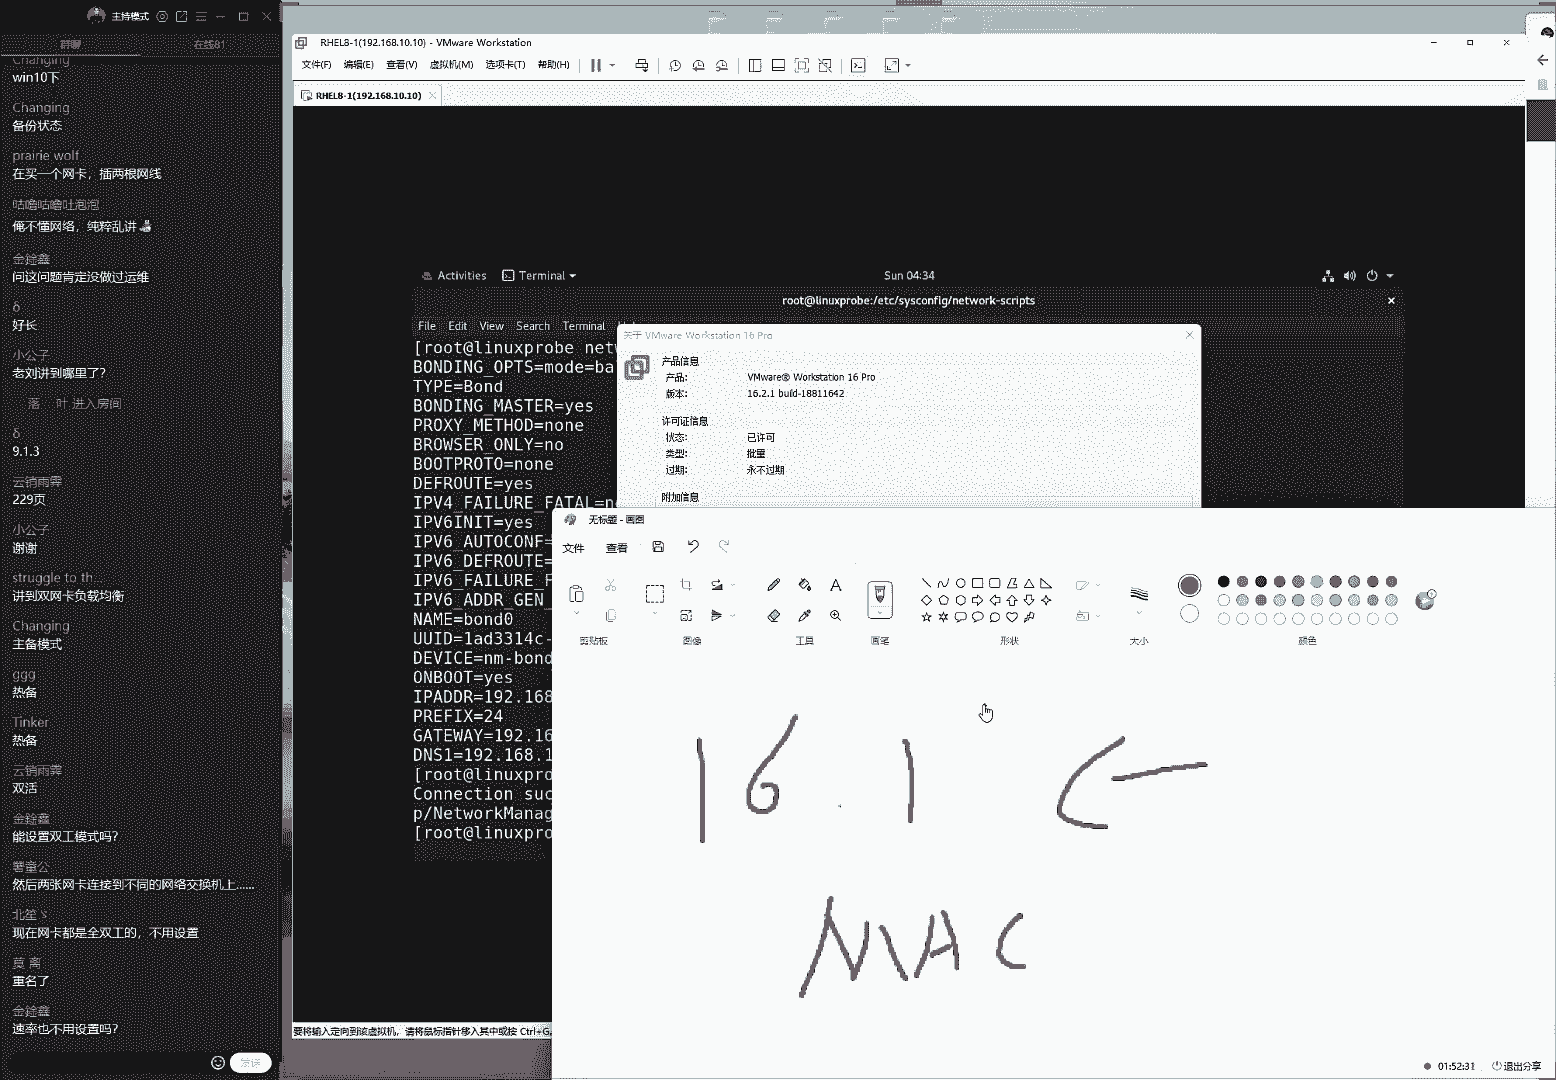 主持模式
群聊
在线81
Changing
win10下
Changing
备份状态
prairie wolf
在买一个网卡，插两根网线
咕噜咕噜吐泡泡
俺不懂网络，纯粹乱讲
金鍂鑫
问这问题肯定没做过运维
δ
好长
小公子
老刘讲到哪里了？
落 叶 进入房间
δ
9.1.3
云销雨霁
229页
小公子
谢谢
struggle to th...
讲到双网卡负载均衡
Changing
主备模式
ggg
热备
Tinker
热备
云销雨霁
双活
金鍂鑫
能设置双工模式吗？
薯童公
然后两张网卡连接到不同的网络交换机上......
北笙
现在网卡都是全双工的，不用设置
莫 离
重名了
金鍂鑫
速率也不用设置吗？
发送
RHEL8-1(192.168.10.10) - VMware Workstation
文件(F) 编辑(E) 查看(V) 虚拟机(M) 选项卡(T) 帮助(H)
RHEL8-1(192.168.10.10)
Activities Terminal Sun 04:34
root@linuxprobe:/etc/sysconfig/network-scripts
File Edit View Search Terminal
[root@linuxprobe netw
BONDING_OPTS=mode=ba
TYPE=Bond
BONDING_MASTER=yes
PROXY_METHOD=none
BROWSER_ONLY=no
BOOTPROTO=none
DEFROUTE=yes
IPV4_FAILURE_FATAL=n
IPV6INIT=yes
IPV6_AUTOCONF=
IPV6_DEFROUTE=
IPV6_FAILURE_F
IPV6_ADDR_GEN_
NAME=bond0
UUID=1ad3314c-
DEVICE=nm-bond
ONBOOT=yes
IPADDR=192.168
PREFIX=24
GATEWAY=192.16
DNS1=192.168.1
[root@linuxpro
Connection suc
p/NetworkManag
[root@linuxpro
关于 VMware Workstation 16 Pro
产品信息
产品: VMware® Workstation 16 Pro
版本: 16.2.1 build-18811642
许可证信息
状态: 已许可
类型: 批量
过期: 永不过期
附加信息
无标题 - 画图
文件 查看
剪贴板 图像 工具 画笔 形状 大小 颜色
16.1
MAC
要将输入定向到该虚拟机，请将鼠标指针移入其中或按 Ctrl+G。
01:52:31 退出分享